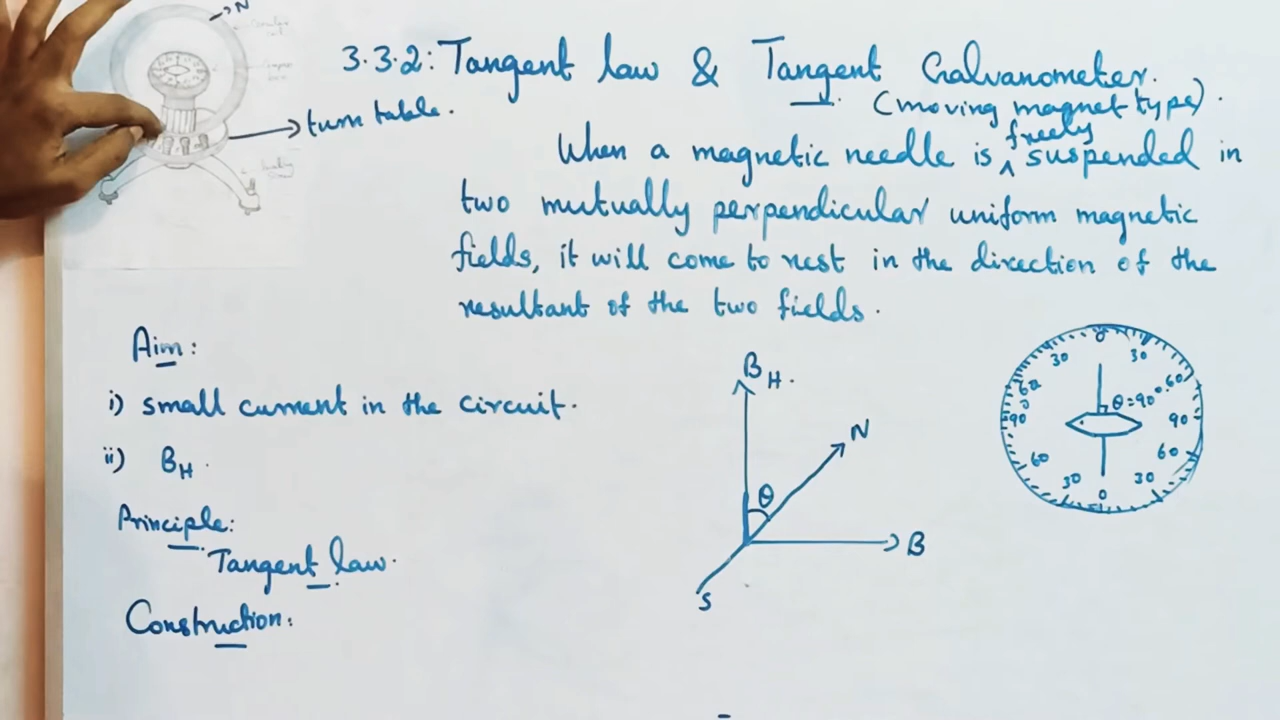 N
3.3.2: Tangent law & Tangent Galvanometer.
(moving magnet type).
turn table.
freely
When a magnetic needle is ^ suspended in
two mutually perpendicular uniform magnetic
fields, it will come to rest in the direction of the
resultant of the two fields.
Aim:
i) small current in the circuit.
ii) BH.
Principle:
Tangent law.
Construction:
BH.
N
θ
B
S
0
30 30
60 60
θ=90°
90 90
60 60
30 30
0